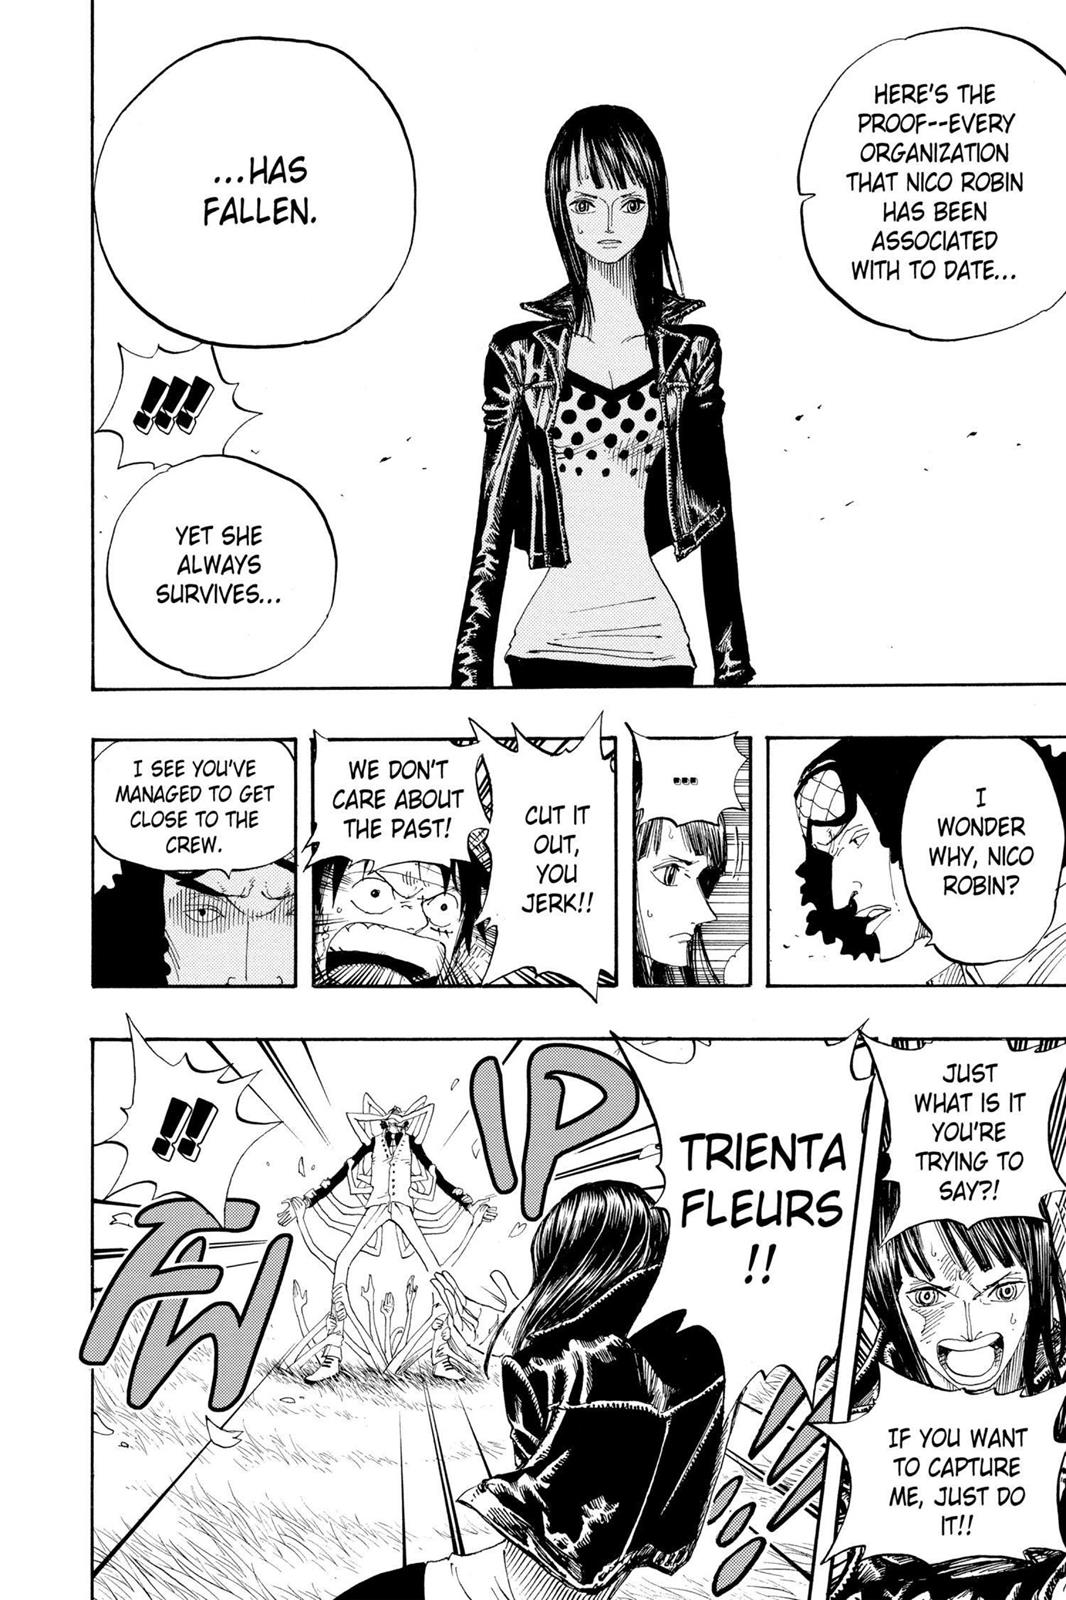 HERE'S THE
PROOF--EVERY
ORGANIZATION
THAT NICO ROBIN
HAS BEEN
ASSOCIATED
WITH TO DATE...
...HAS
FALLEN.
!!!
YET SHE
ALWAYS
SURVIVES...
I
WONDER
WHY, NICO
ROBIN?
...
CUT IT
OUT,
YOU
JERK!!
WE DON'T
CARE ABOUT
THE PAST!
I SEE YOU'VE
MANAGED TO GET
CLOSE TO THE
CREW.
JUST
WHAT IS IT
YOU'RE
TRYING TO
SAY?!
IF YOU WANT
TO CAPTURE
ME, JUST DO
IT!!
TRIENTA
FLEURS
!!
!!